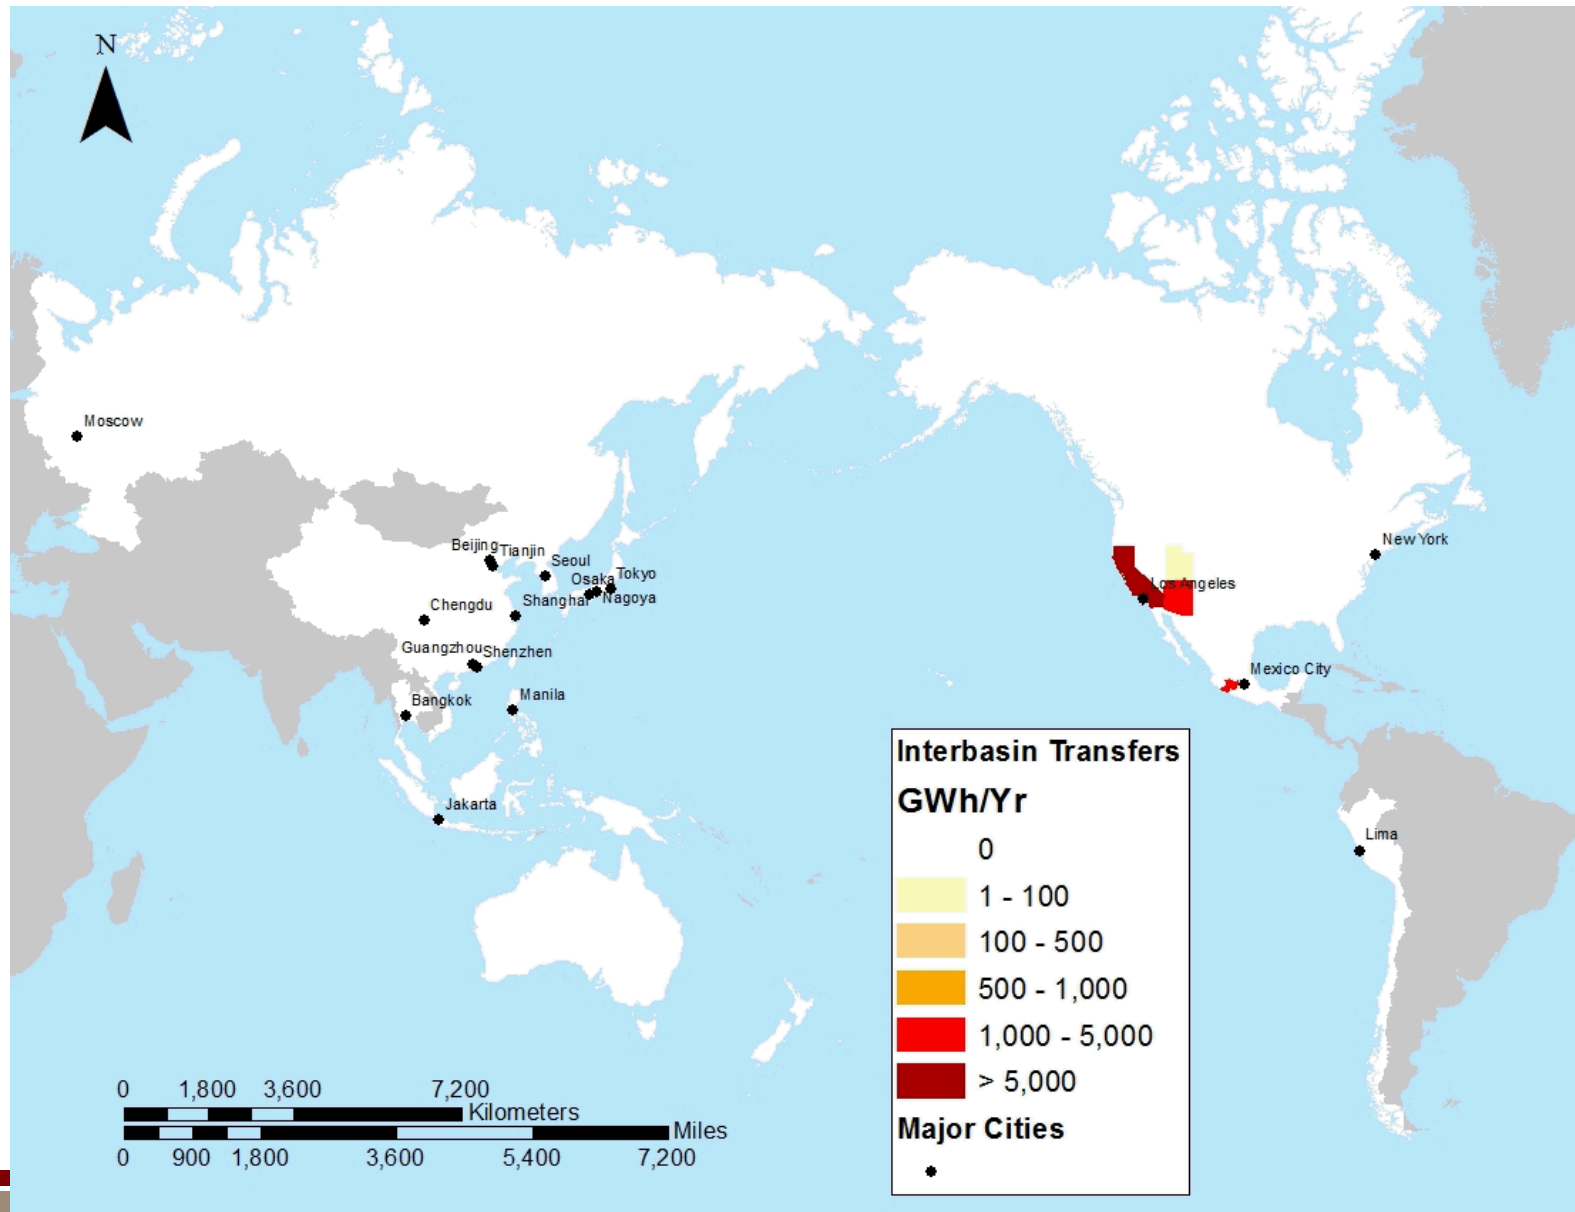 N
Moscow
Beijing
Tianjin
Seoul
Osaka
Tokyo
Nagoya
Chengdu
Shanghai
Guangzhou
Shenzhen
Bangkok
Manila
Jakarta
New York
Los Angeles
Mexico City
Lima
Interbasin Transfers
GWh/Yr
0
1 - 100
100 - 500
500 - 1,000
1,000 - 5,000
> 5,000
Major Cities
0 1,800 3,600 7,200
Kilometers
Miles
0 900 1,800 3,600 5,400 7,200